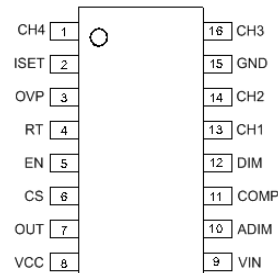 CH4 1 16 CH3
ISET 2 15 GND
OVP 3 14 CH2
RT 4 13 CH1
EN 5 12 DIM
CS 6 11 COMP
OUT 7 10 ADIM
VCC 8 9 VIN